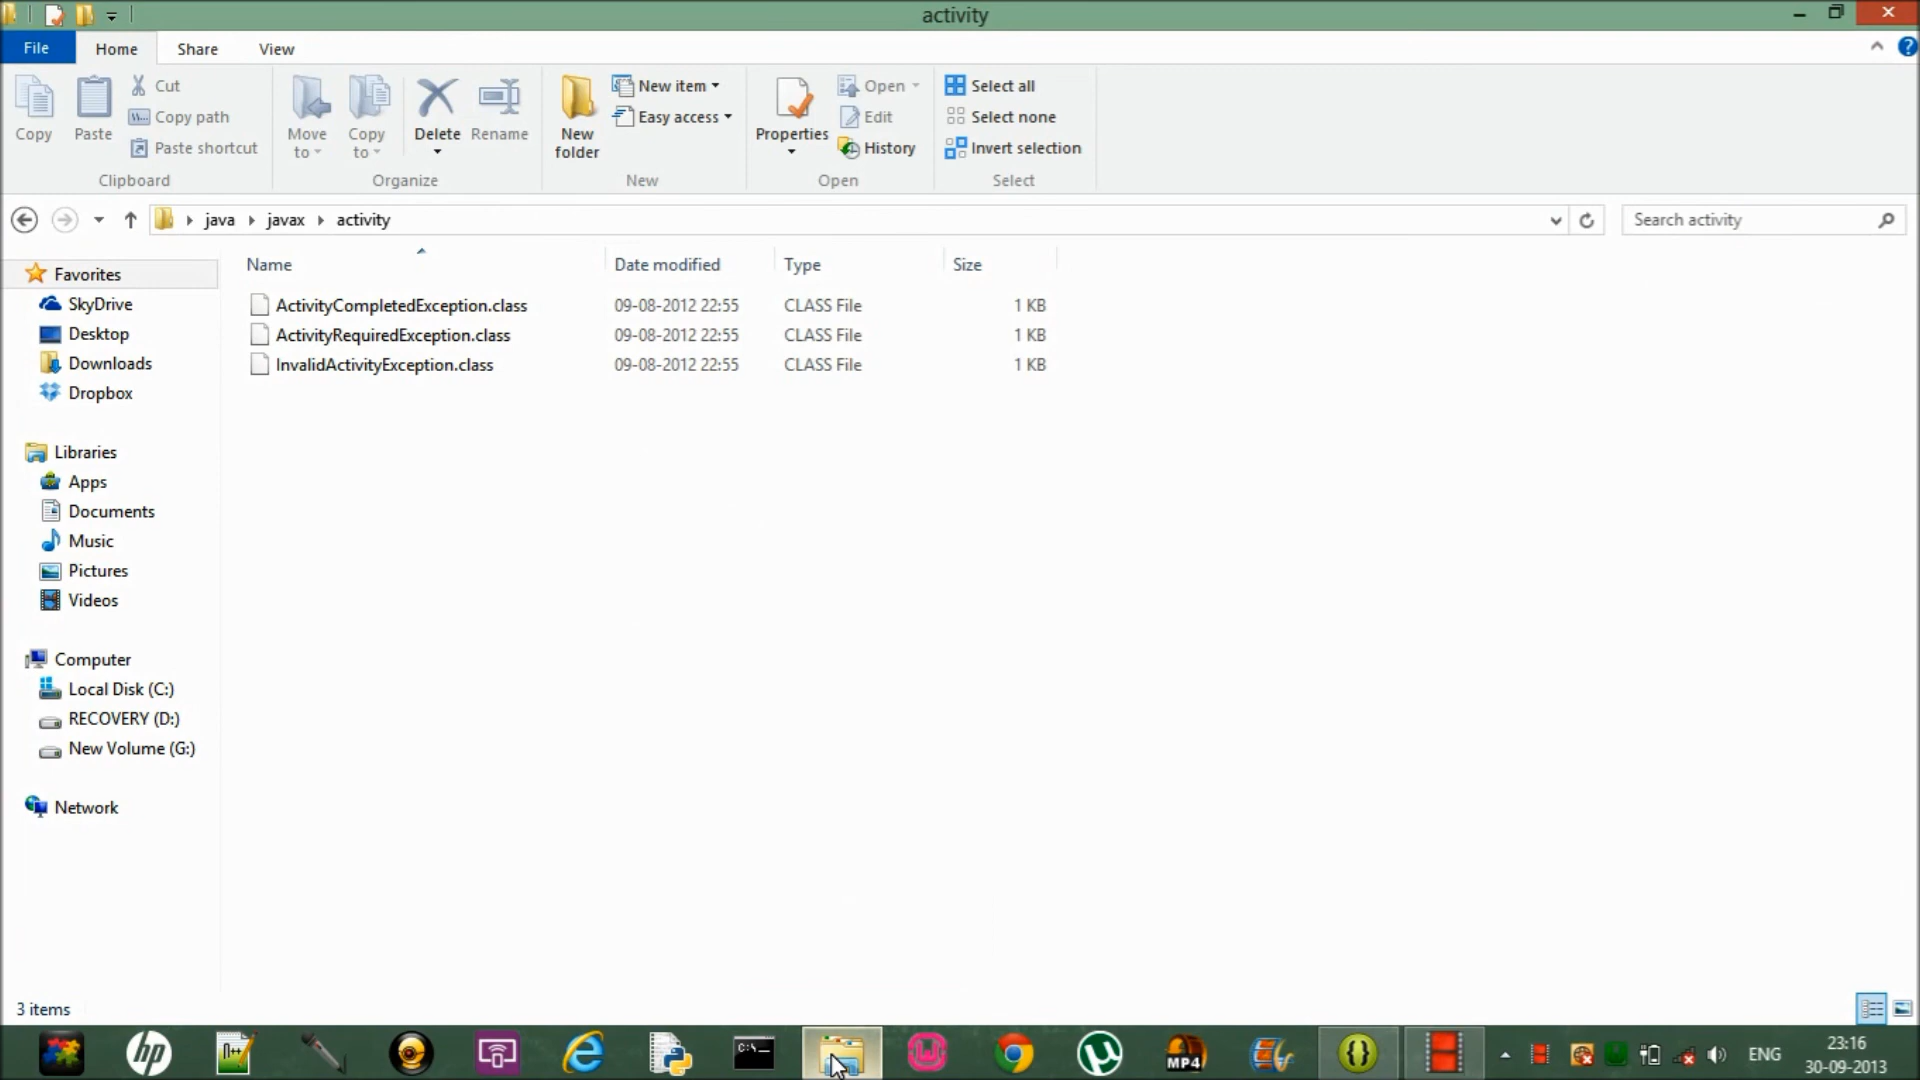 activity
File Home Share View
Copy
Paste
Cut
Copy path
Paste shortcut
Clipboard
Move to
Copy to
Delete
Rename
Organize
New folder
New item
Easy access
New
Properties
Open
Edit
History
Open
Select all
Select none
Invert selection
Select
java javax activity
Search activity
Name Date modified Type Size
ActivityCompletedException.class 09-08-2012 22:55 CLASS File 1 KB
ActivityRequiredException.class 09-08-2012 22:55 CLASS File 1 KB
InvalidActivityException.class 09-08-2012 22:55 CLASS File 1 KB
Favorites
SkyDrive
Desktop
Downloads
Dropbox
Libraries
Apps
Documents
Music
Pictures
Videos
Computer
Local Disk (C:)
RECOVERY (D:)
New Volume (G:)
Network
3 items
hp
C:\_
MP4
ENG
23:16
30-09-2013